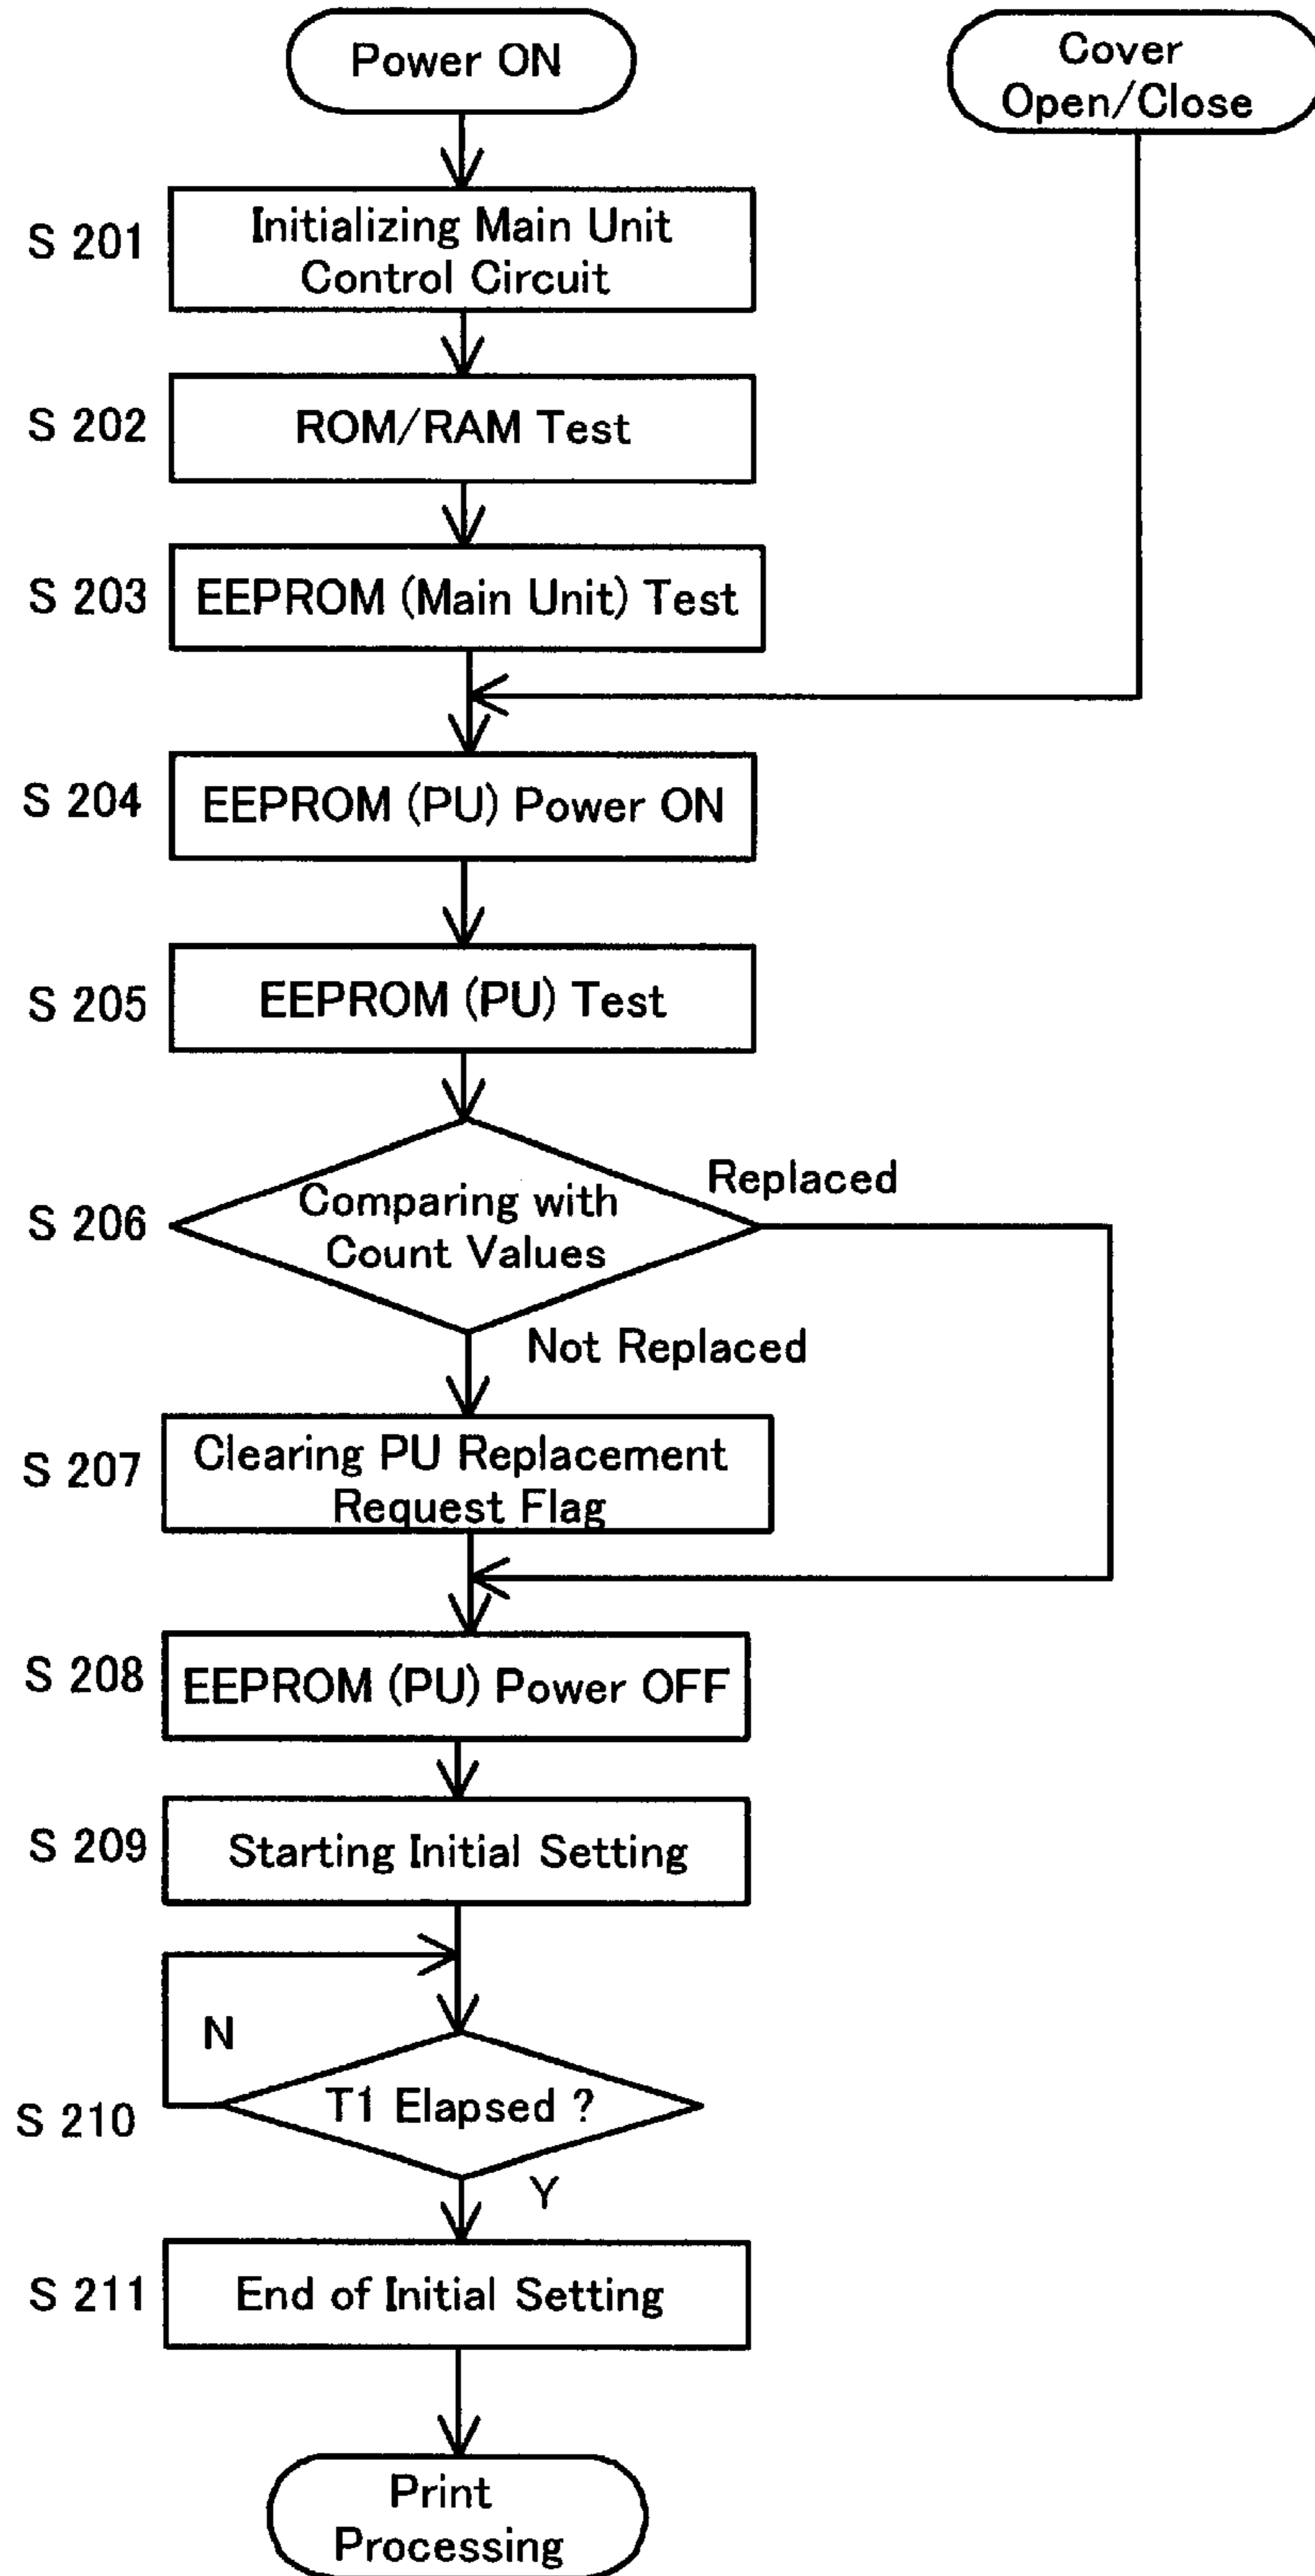 Power ON
Cover
Open/Close
S 201
Initializing Main Unit
Control Circuit
S 202
ROM/RAM Test
S 203
EEPROM (Main Unit) Test
S 204
EEPROM (PU) Power ON
S 205
EEPROM (PU) Test
S 206
Comparing with
Count Values
Replaced
Not Replaced
S 207
Clearing PU Replacement
Request Flag
S 208
EEPROM (PU) Power OFF
S 209
Starting Initial Setting
N
S 210
T1 Elapsed ?
Y
S 211
End of Initial Setting
Print
Processing